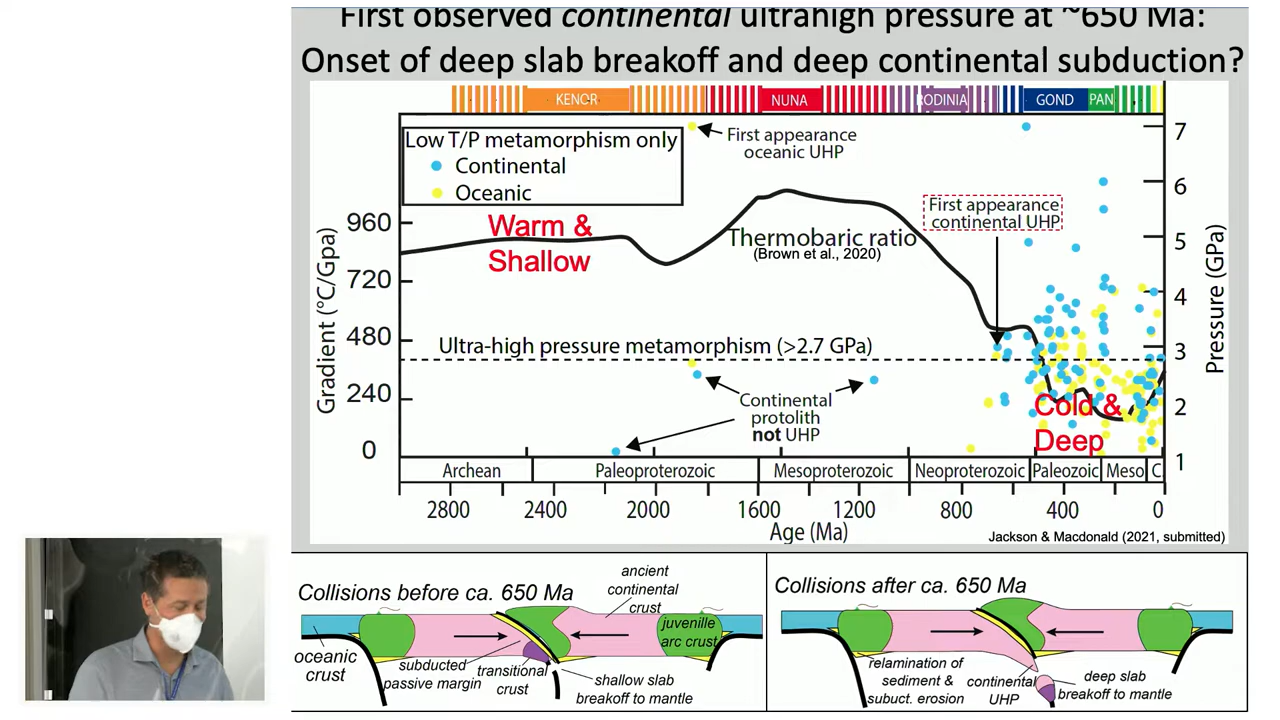 First observed continental ultrahigh pressure at ~650 Ma:
Onset of deep slab breakoff and deep continental subduction?
KENOR
NUNA
RODINIA
GOND
PAN
Low T/P metamorphism only
Continental
Oceanic
First appearance
oceanic UHP
Warm &
Shallow
Thermobaric ratio
(Brown et al., 2020)
First appearance
continental UHP
Ultra-high pressure metamorphism (>2.7 GPa)
Continental
protolith
not UHP
Cold &
Deep
Gradient (°C/Gpa)
960
720
480
240
0
Pressure (GPa)
7
6
5
4
3
2
1
Archean
Paleoproterozoic
Mesoproterozoic
Neoproterozoic
Paleozoic
Meso
C.
2800
2400
2000
1600
1200
800
400
0
Age (Ma)
Jackson & Macdonald (2021, submitted)
Collisions before ca. 650 Ma
ancient
continental
crust
juvenille
arc crust
oceanic
crust
subducted
passive margin
transitional
crust
shallow slab
breakoff to mantle
Collisions after ca. 650 Ma
relamination of
sediment &
subuct. erosion
continental
UHP
deep slab
breakoff to mantle